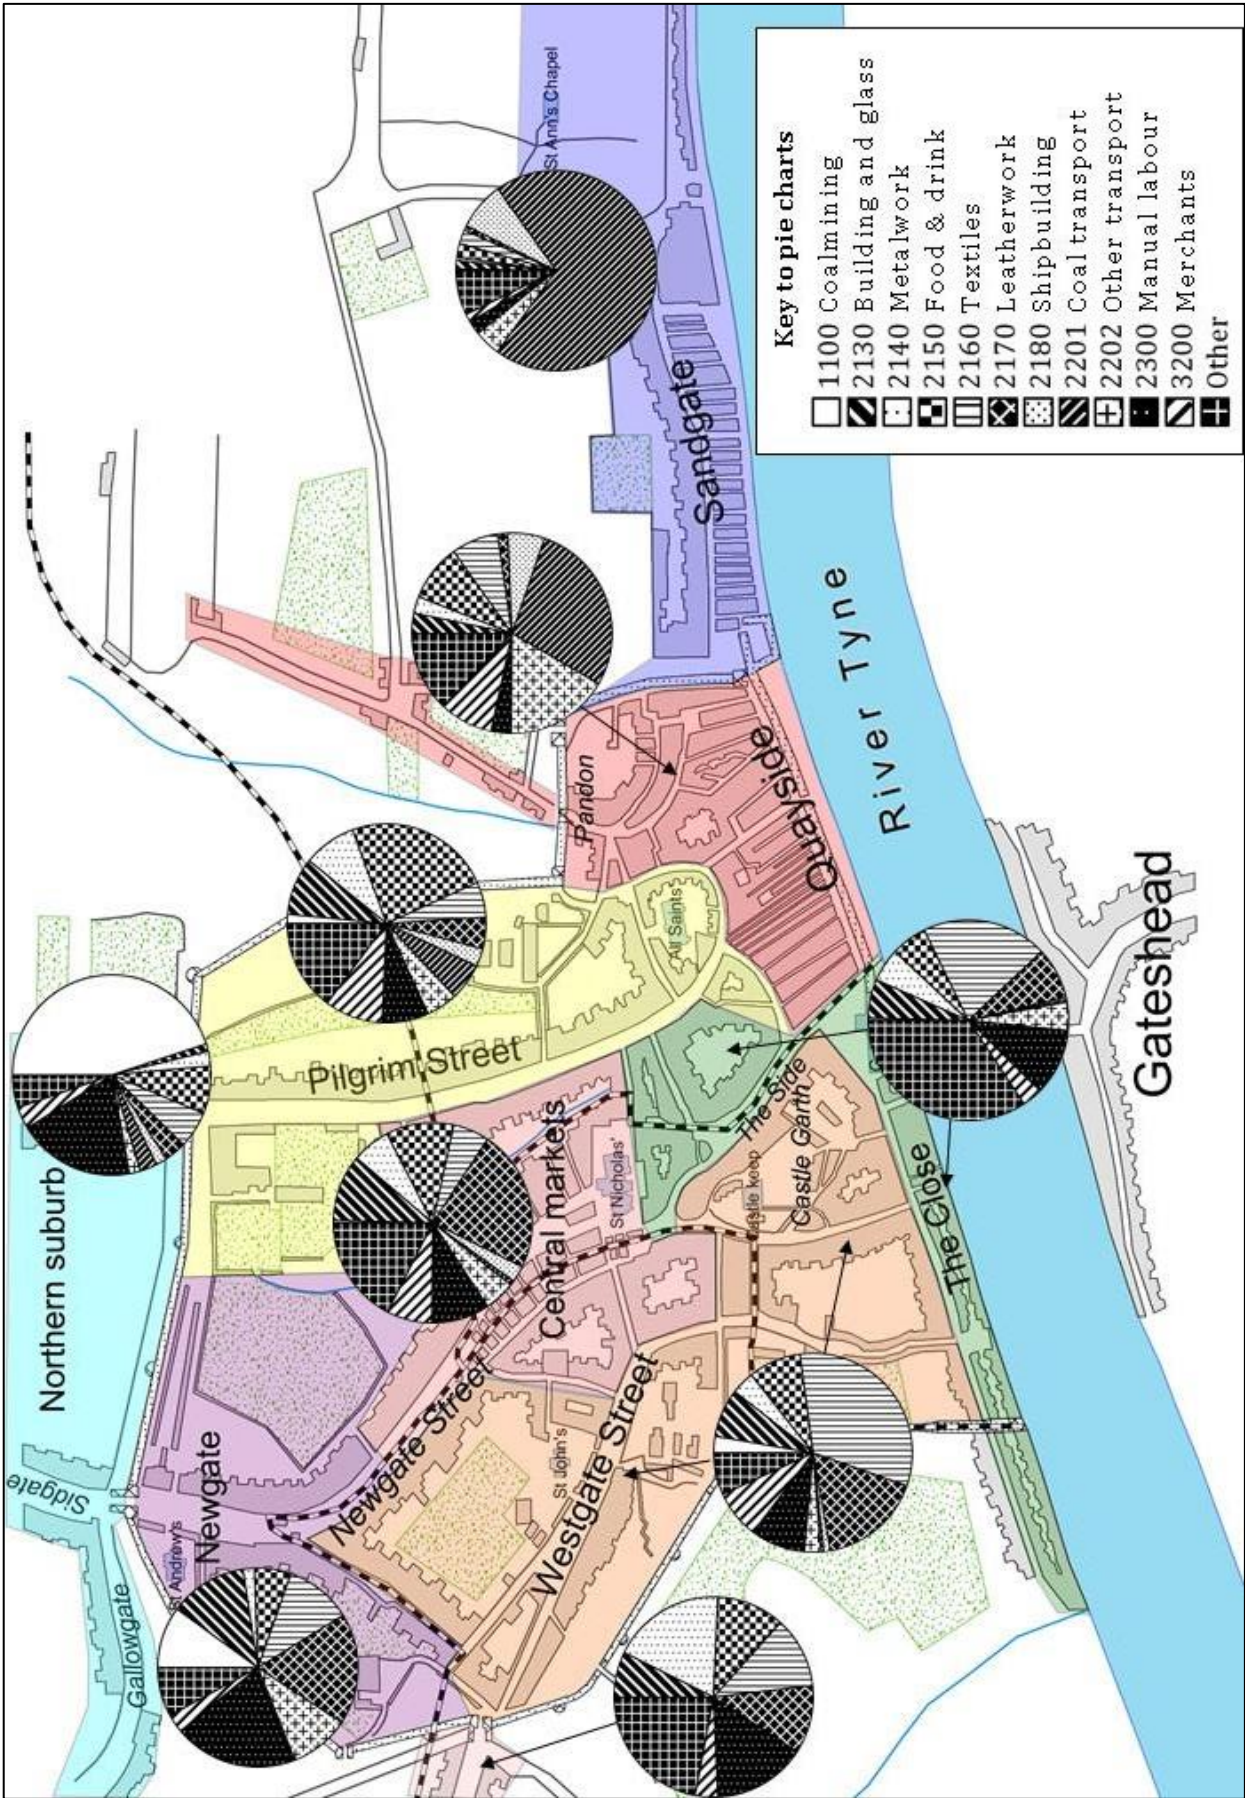 Key to pie charts
1100 Coalmining
2130 Building and glass
2140 Metalwork
2150 Food & drink
2160 Textiles
2170 Leatherwork
2180 Shipbuilding
2201 Coal transport
2202 Other transport
2300 Manual labour
3200 Merchants
Other
Northern suburb
Sidgate
Gallowgate
St Andrew's
Newgate
Newgate Street
Pilgrim Street
Central markets
St Nicholas'
St John's
Westgate Street
All Saints
Pandon
Quayside
Sandgate
St Ann's Chapel
The Side
Castle keep
Castle Garth
The Close
River Tyne
Gateshead